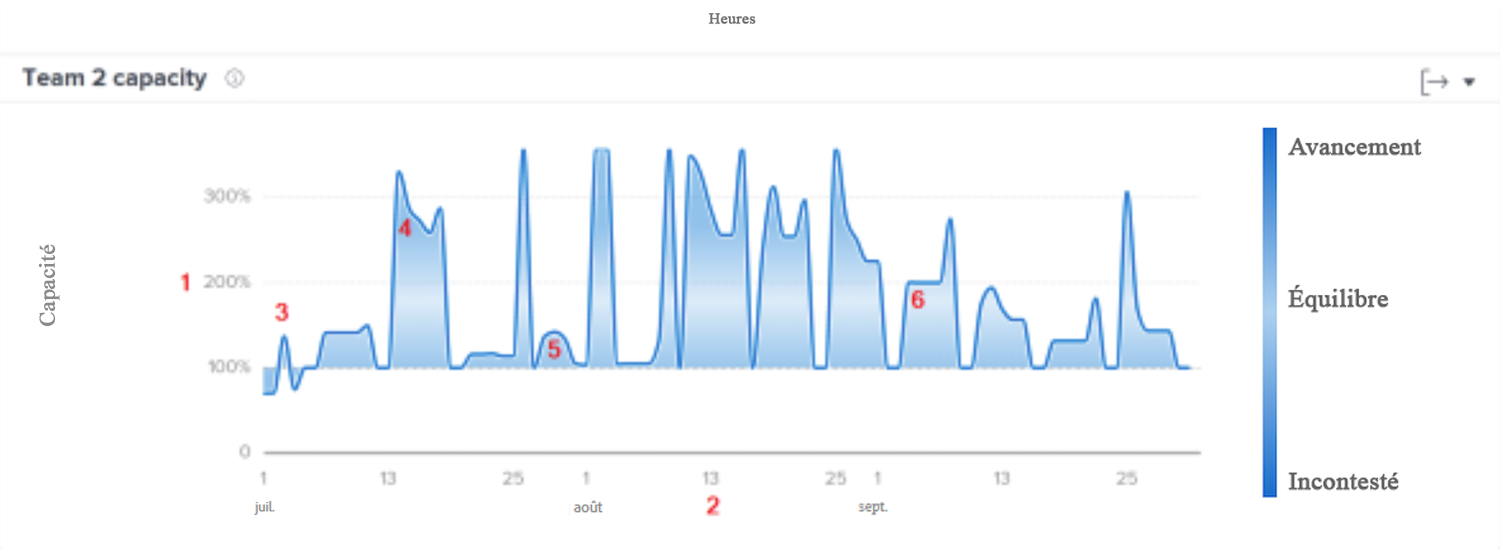 Heures
Team 2 capacity
Avancement
300%
4
Capacité
1 200%
3
6
Équilibre
5
100%
0
Incontesté
1 13 25 1 13 25 1 13 25
juil. août 2 sept.